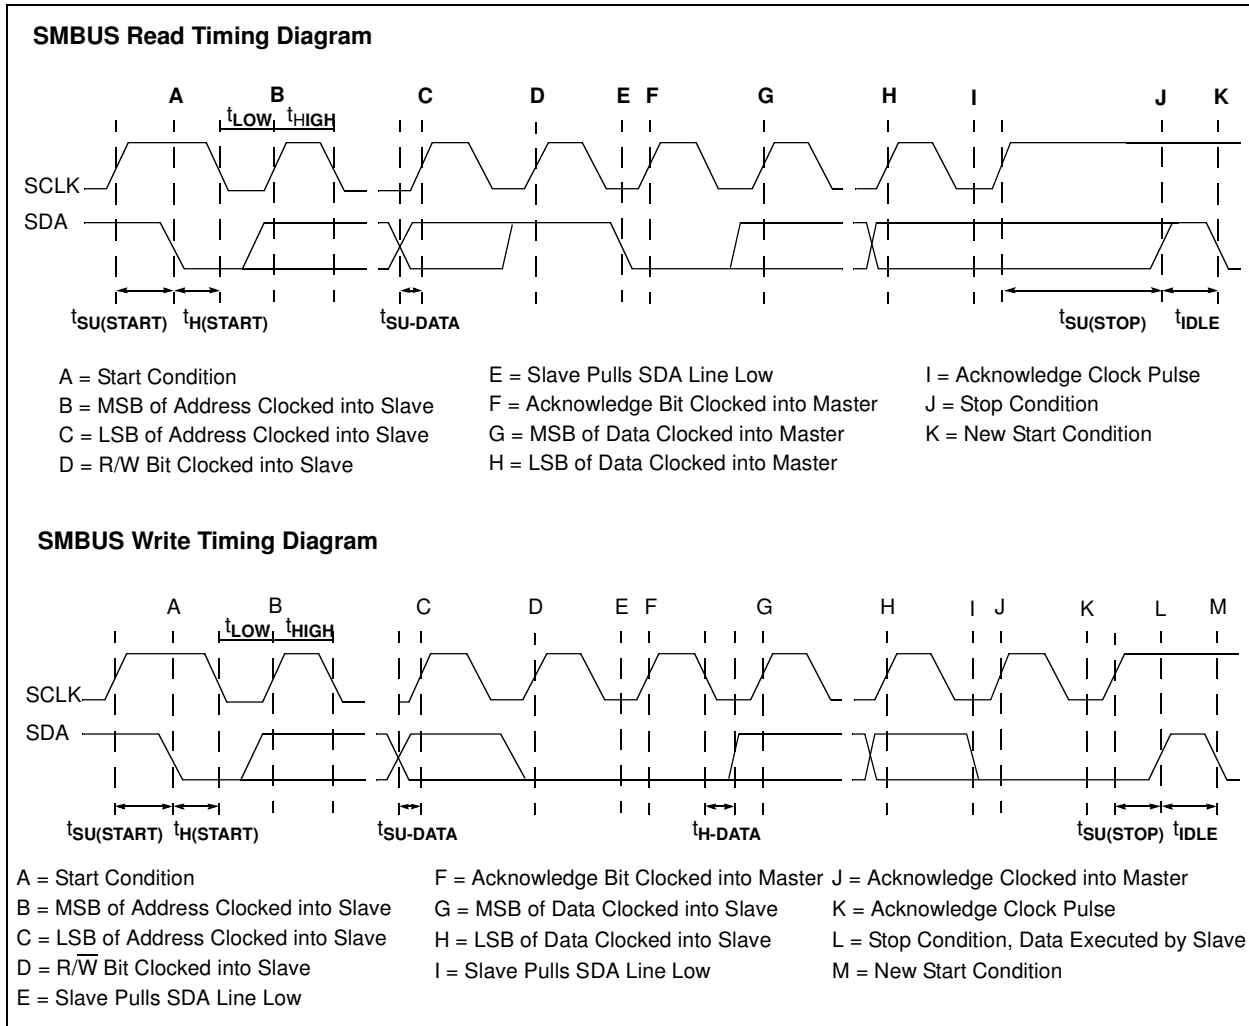 SMBUS Read Timing Diagram
A B C D E F G H I J K
tLOW tHIGH
SCLK
SDA
tSU(START) tH(START) tSU-DATA tSU(STOP) tIDLE
A = Start Condition
B = MSB of Address Clocked into Slave
C = LSB of Address Clocked into Slave
D = R/W Bit Clocked into Slave
E = Slave Pulls SDA Line Low
F = Acknowledge Bit Clocked into Master
G = MSB of Data Clocked into Master
H = LSB of Data Clocked into Master
I = Acknowledge Clock Pulse
J = Stop Condition
K = New Start Condition
SMBUS Write Timing Diagram
A B C D E F G H I J K L M
tLOW tHIGH
SCLK
SDA
tSU(START) tH(START) tSU-DATA tH-DATA tSU(STOP) tIDLE
A = Start Condition
B = MSB of Address Clocked into Slave
C = LSB of Address Clocked into Slave
D = R/W̅ Bit Clocked into Slave
E = Slave Pulls SDA Line Low
F = Acknowledge Bit Clocked into Master
G = MSB of Data Clocked into Slave
H = LSB of Data Clocked into Slave
I = Slave Pulls SDA Line Low
J = Acknowledge Clocked into Master
K = Acknowledge Clock Pulse
L = Stop Condition, Data Executed by Slave
M = New Start Condition